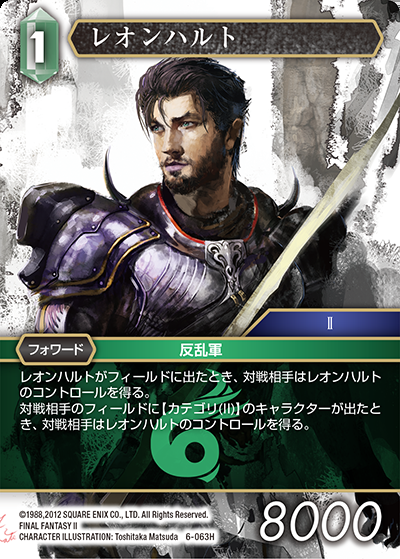 1
レオンハルト
Ⅱ
フォワード
反乱軍
レオンハルトがフィールドに出たとき、対戦相手はレオンハルト
のコントロールを得る。
対戦相手のフィールドに【カテゴリ(II)】のキャラクターが出たと
き、対戦相手はレオンハルトのコントロールを得る。
6
©1988,2012 SQUARE ENIX CO., LTD. All Rights Reserved.
FINAL FANTASY II
CHARACTER ILLUSTRATION: Toshitaka Matsuda 6-063H
8000